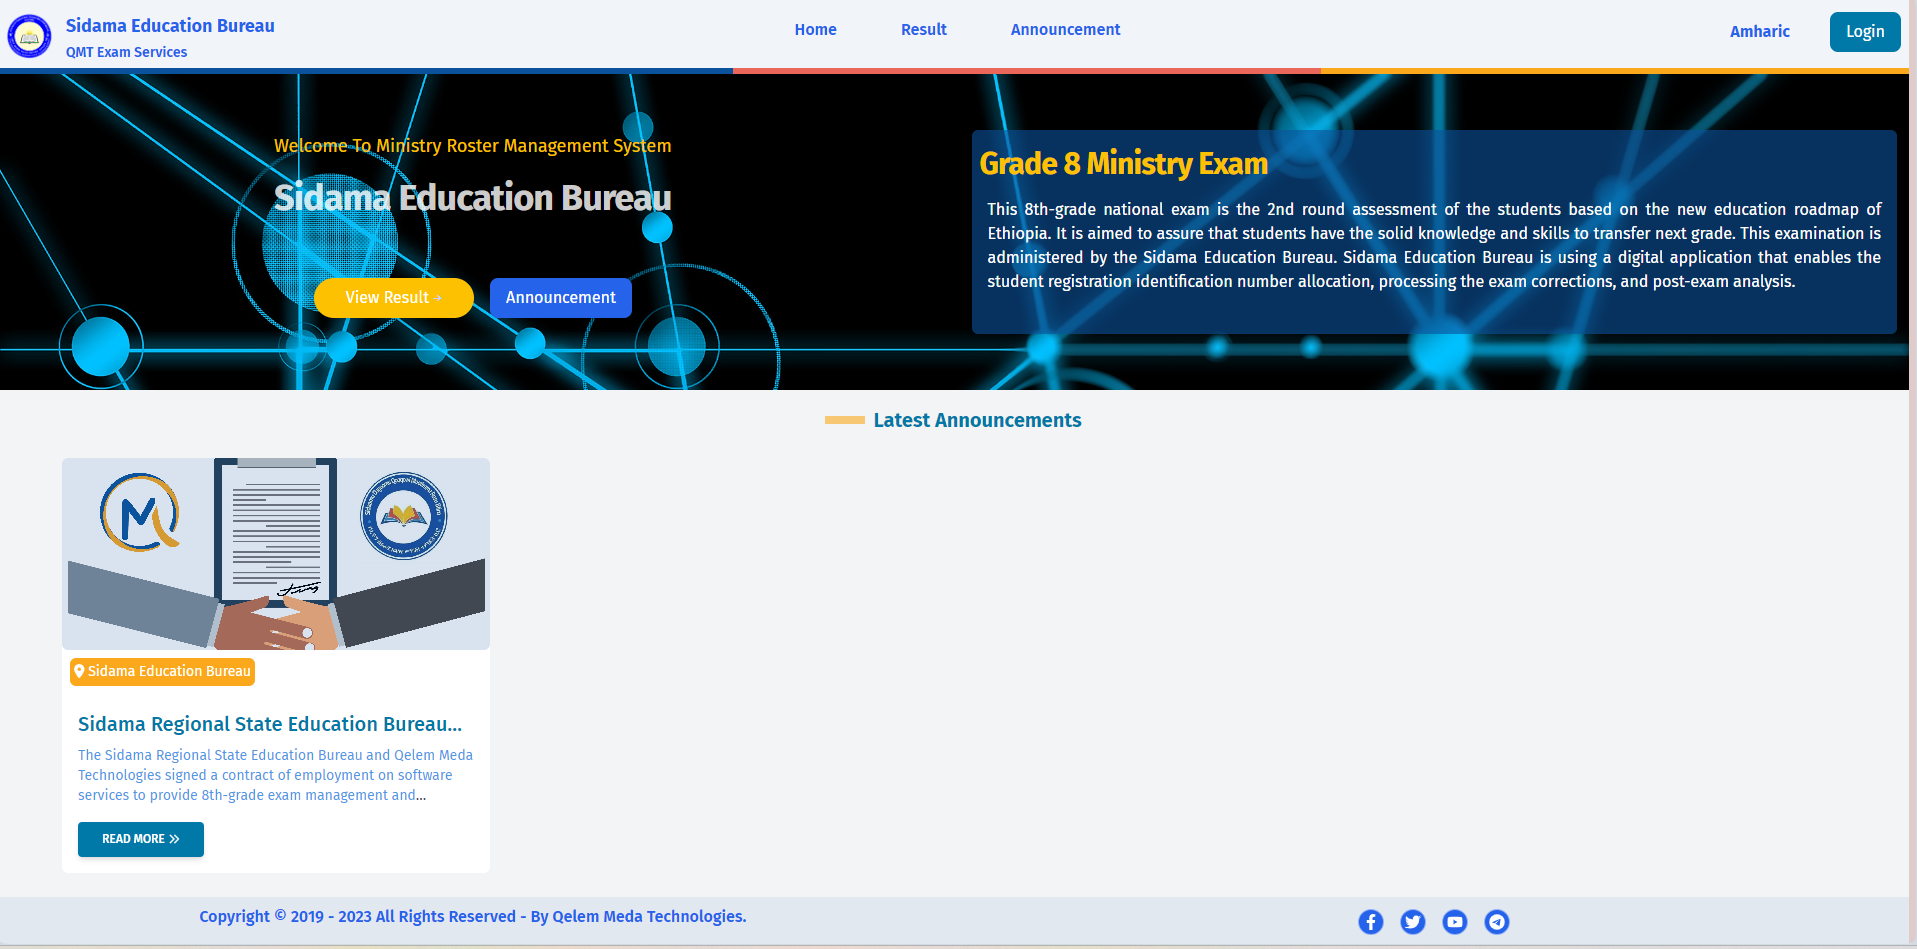 Sidama Education Bureau
QMT Exam Services
Home
Result
Announcement
Amharic
Login
Welcome To Ministry Roster Management System
Sidama Education Bureau
View Result →
Announcement
Grade 8 Ministry Exam
This 8th-grade national exam is the 2nd round assessment of the students based on the new education roadmap of
Ethiopia. It is aimed to assure that students have the solid knowledge and skills to transfer next grade. This examination is
administered by the Sidama Education Bureau. Sidama Education Bureau is using a digital application that enables the
student registration identification number allocation, processing the exam corrections, and post-exam analysis.
Latest Announcements
Sidama Education Bureau
Sidama Regional State Education Bureau...
The Sidama Regional State Education Bureau and Qelem Meda
Technologies signed a contract of employment on software
services to provide 8th-grade exam management and...
READ MORE »
Copyright © 2019 - 2023 All Rights Reserved - By Qelem Meda Technologies.